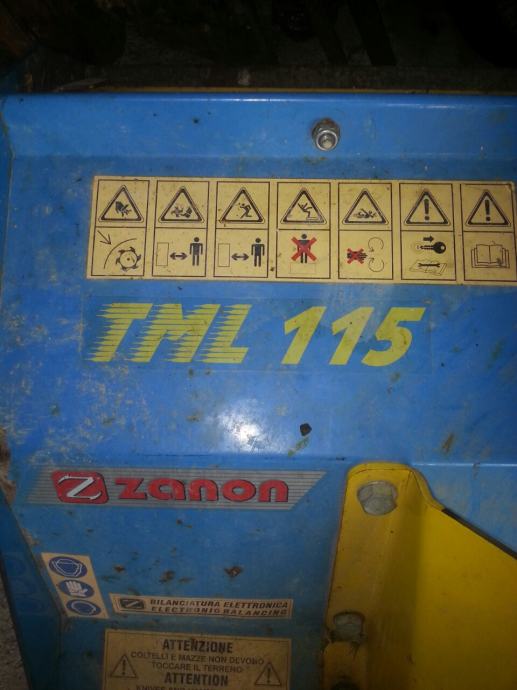 TML 115
zanon
BILANCIATURA ELETTRONICA
ELECTRONIC BALANCING
ATTENZIONE
COLTELLI E MAZZE NON DEVONO
TOCCARE IL TERRENO
ATTENTION